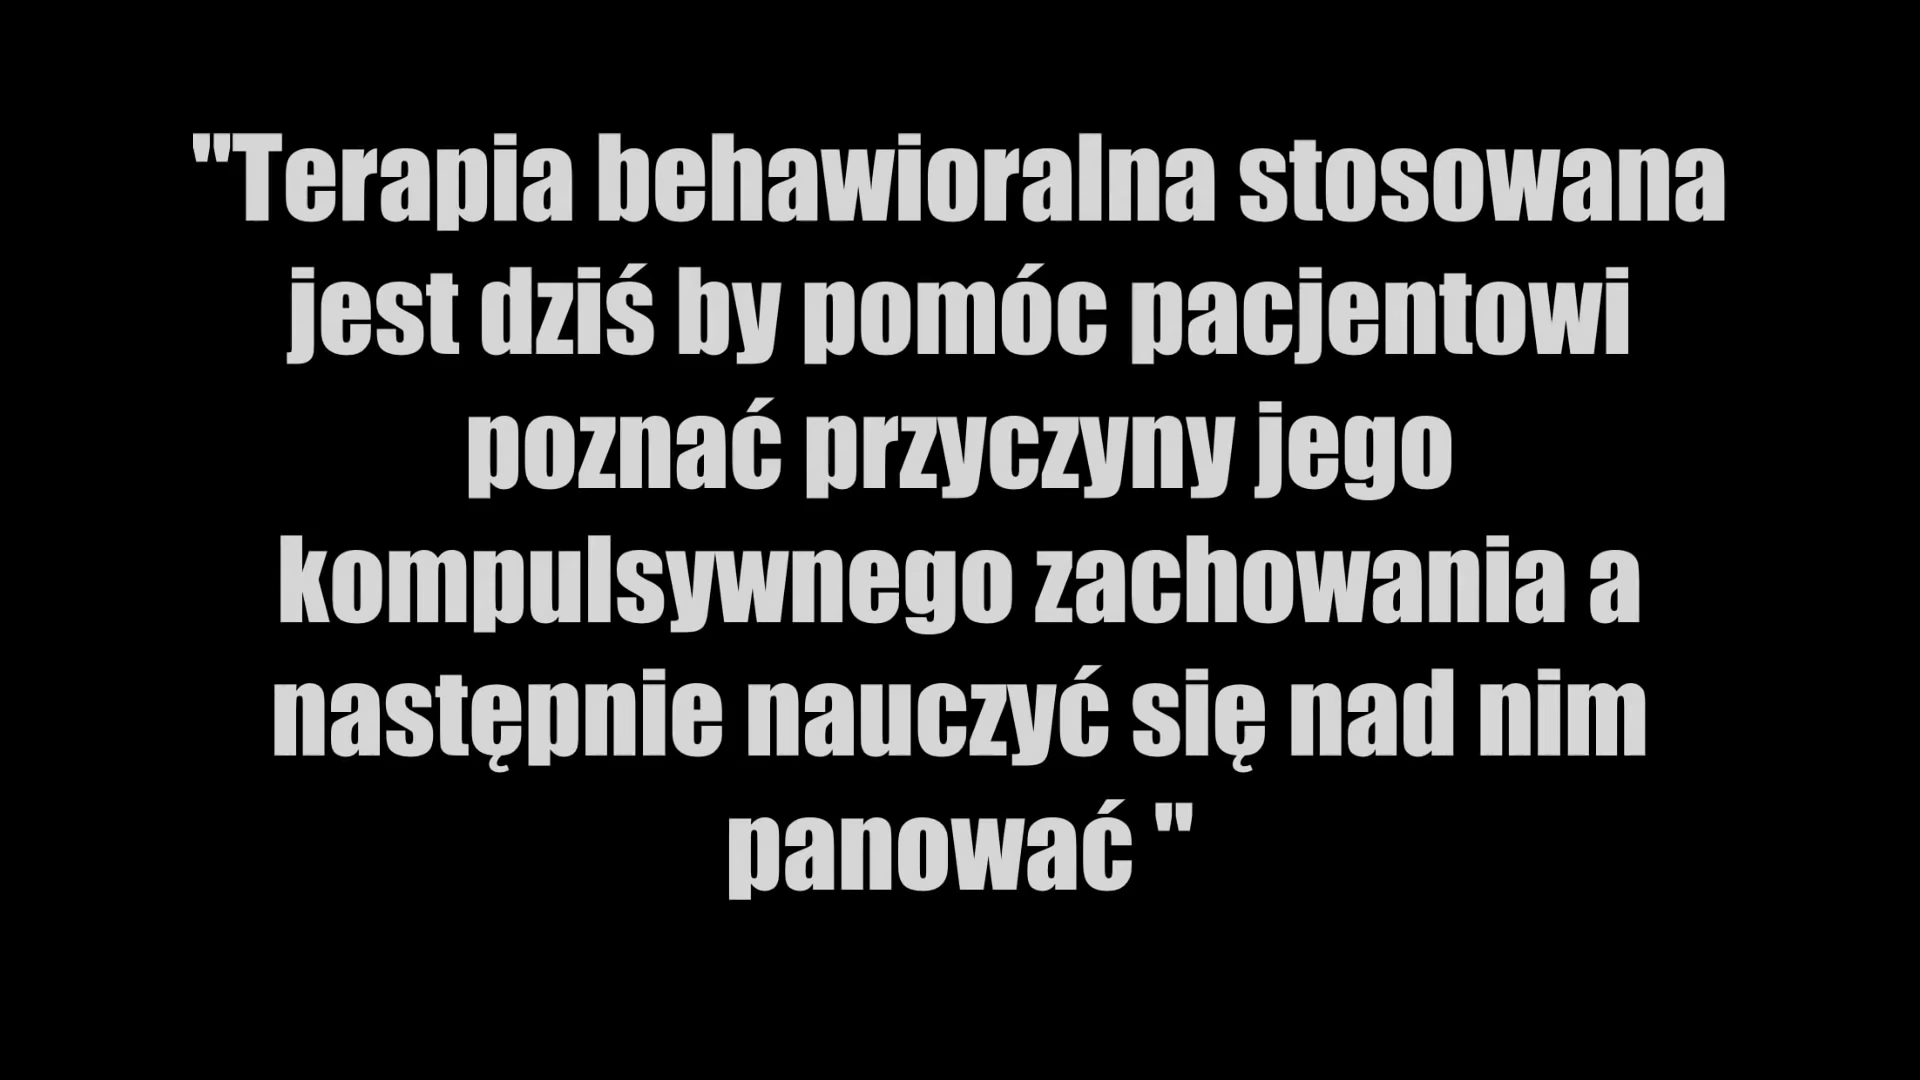 "Terapia behawioralna stosowana
jest dziś by pomóc pacjentowi
poznać przyczyny jego
kompulsywnego zachowania a
następnie nauczyć się nad nim
panować "